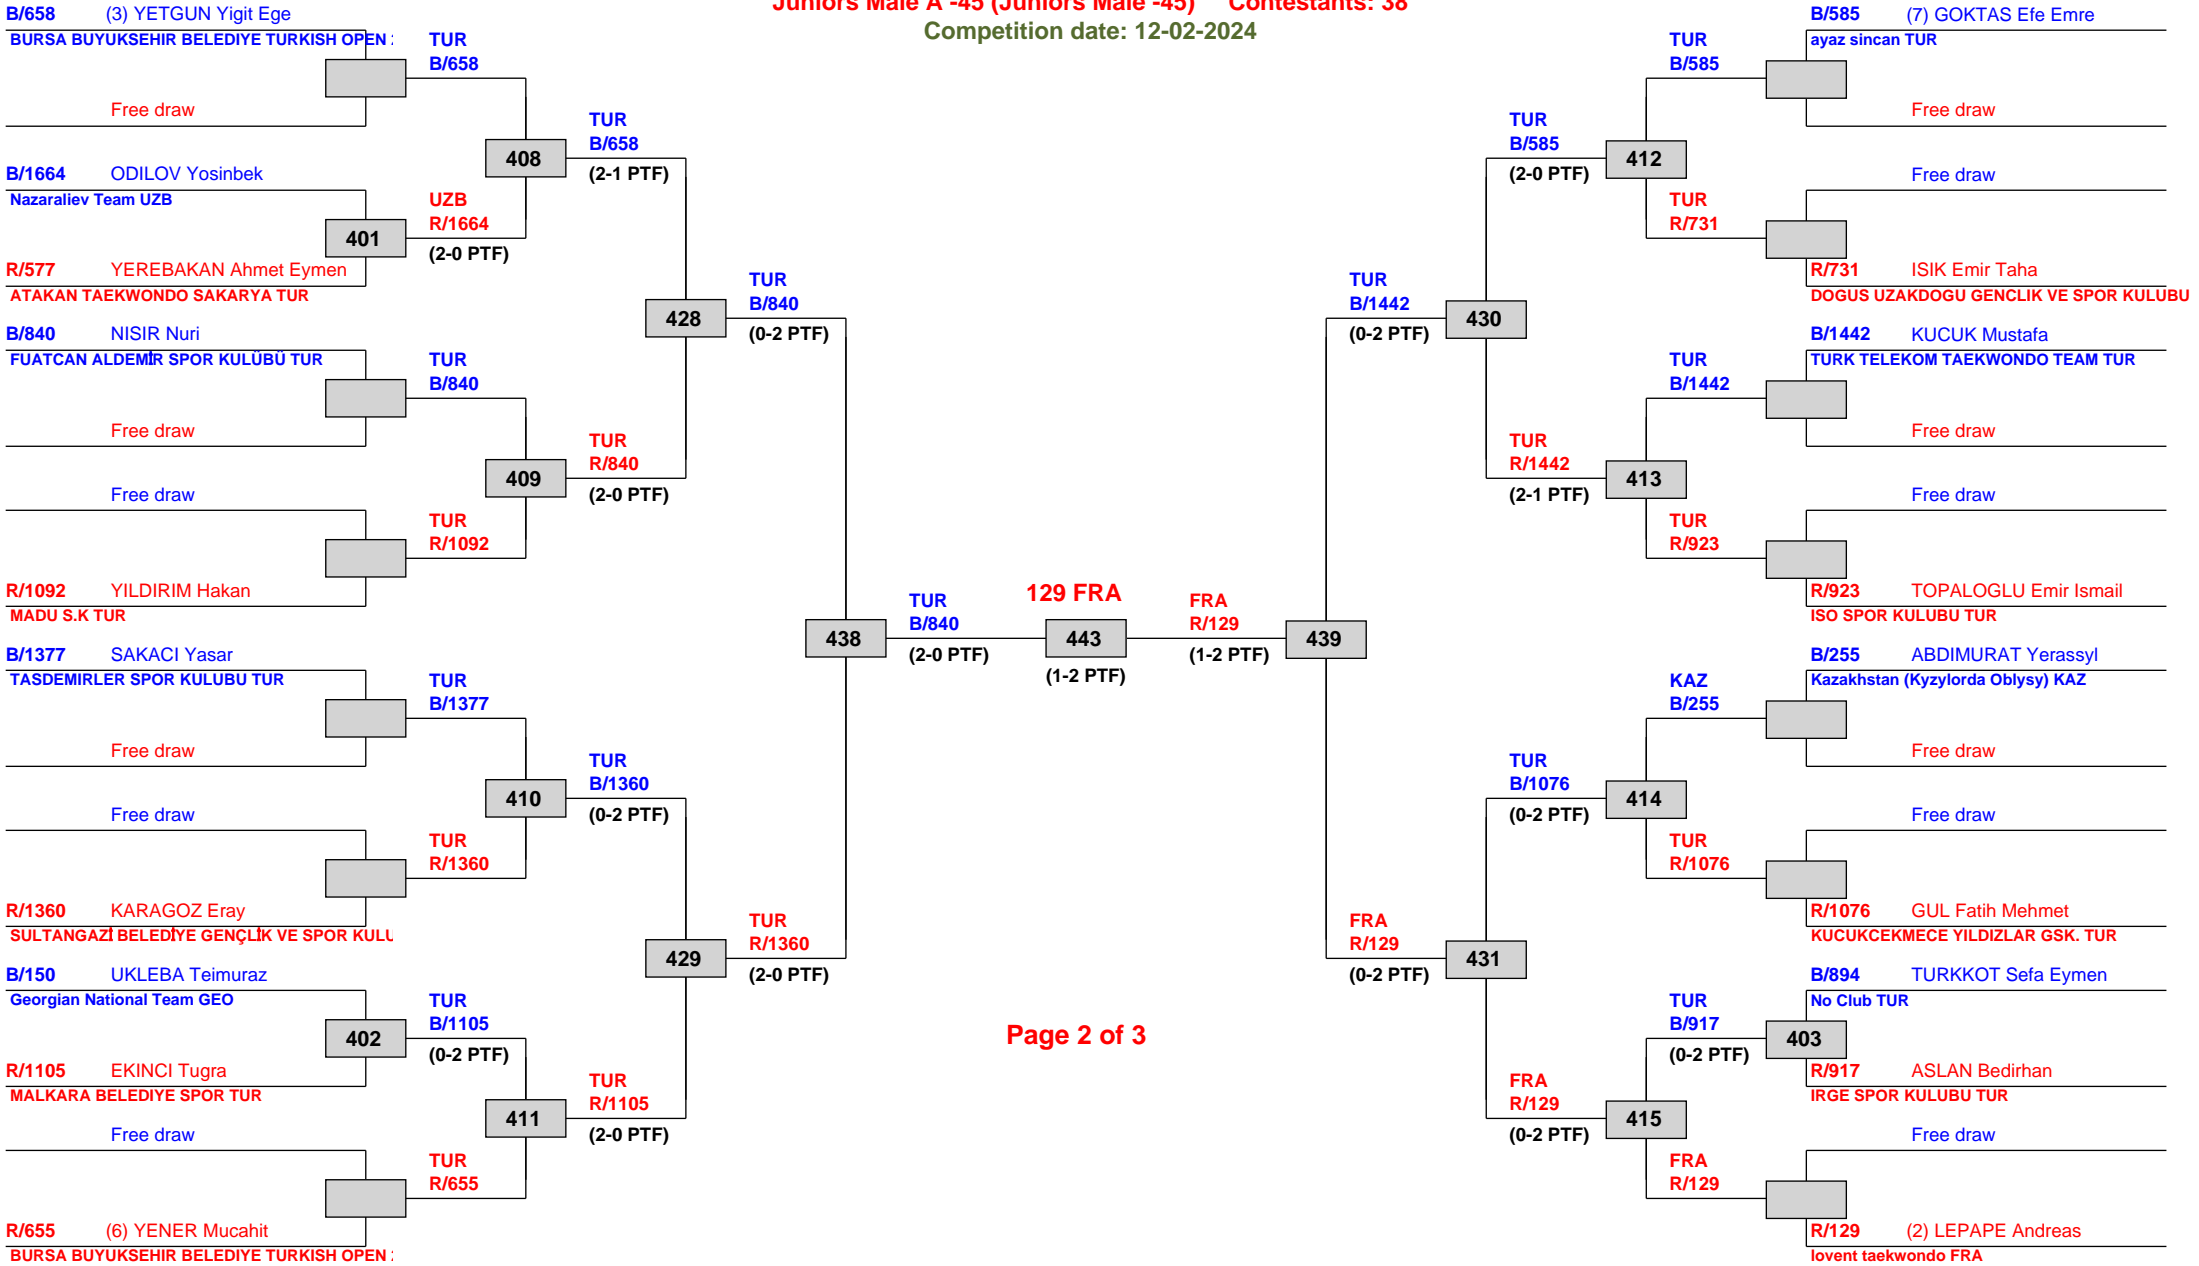 Juniors Male A -45 (Juniors Male -45) Contestants: 38
Competition date: 12-02-2024
B/658 (3) YETGUN Yigit Ege
BURSA BUYUKSEHIR BELEDIYE TURKISH OPEN
Free draw
B/1664 ODILOV Yosinbek
Nazaraliev Team UZB
401
R/577 YEREBAKAN Ahmet Eymen
ATAKAN TAEKWONDO SAKARYA TUR
B/840 NISIR Nuri
FUATCAN ALDEMİR SPOR KULÜBÜ TUR
Free draw
Free draw
R/1092 YILDIRIM Hakan
MADU S.K TUR
B/1377 SAKACI Yasar
TASDEMIRLER SPOR KULUBU TUR
Free draw
Free draw
R/1360 KARAGOZ Eray
SULTANGAZİ BELEDİYE GENÇLİK VE SPOR KULU
B/150 UKLEBA Teimuraz
Georgian National Team GEO
402
R/1105 EKINCI Tugra
MALKARA BELEDIYE SPOR TUR
Free draw
R/655 (6) YENER Mucahit
BURSA BUYUKSEHIR BELEDIYE TURKISH OPEN
TUR
B/658
408
UZB
R/1664
(2-0 PTF)
TUR
B/840
409
TUR
R/1092
TUR
B/1377
410
TUR
R/1360
TUR
B/1105
(0-2 PTF)
411
TUR
R/655
TUR
B/658
(2-1 PTF)
428
TUR
R/840
(2-0 PTF)
TUR
B/1360
(0-2 PTF)
429
TUR
R/1105
(2-0 PTF)
TUR
B/840
(0-2 PTF)
438
TUR
R/1360
(2-0 PTF)
TUR
B/840
(2-0 PTF)
129 FRA
443
(1-2 PTF)
Page 2 of 3
FRA
R/129
(1-2 PTF)
439
TUR
B/1442
(0-2 PTF)
430
FRA
R/129
(0-2 PTF)
431
TUR
B/585
(2-0 PTF)
412
TUR
R/1442
(2-1 PTF)
413
TUR
B/1076
(0-2 PTF)
414
FRA
R/129
(0-2 PTF)
415
TUR
B/585
TUR
R/731
TUR
B/1442
TUR
R/923
KAZ
B/255
TUR
R/1076
TUR
B/917
(0-2 PTF)
403
FRA
R/129
B/585 (7) GOKTAS Efe Emre
ayaz sincan TUR
Free draw
Free draw
R/731 ISIK Emir Taha
DOGUS UZAKDOGU GENCLIK VE SPOR KULUBU
B/1442 KUCUK Mustafa
TURK TELEKOM TAEKWONDO TEAM TUR
Free draw
Free draw
R/923 TOPALOGLU Emir Ismail
ISO SPOR KULUBU TUR
B/255 ABDIMURAT Yerassyl
Kazakhstan (Kyzylorda Oblysy) KAZ
Free draw
Free draw
R/1076 GUL Fatih Mehmet
KUCUKCEKMECE YILDIZLAR GSK. TUR
B/894 TURKKOT Sefa Eymen
No Club TUR
R/917 ASLAN Bedirhan
IRGE SPOR KULUBU TUR
Free draw
R/129 (2) LEPAPE Andreas
lovent taekwondo FRA